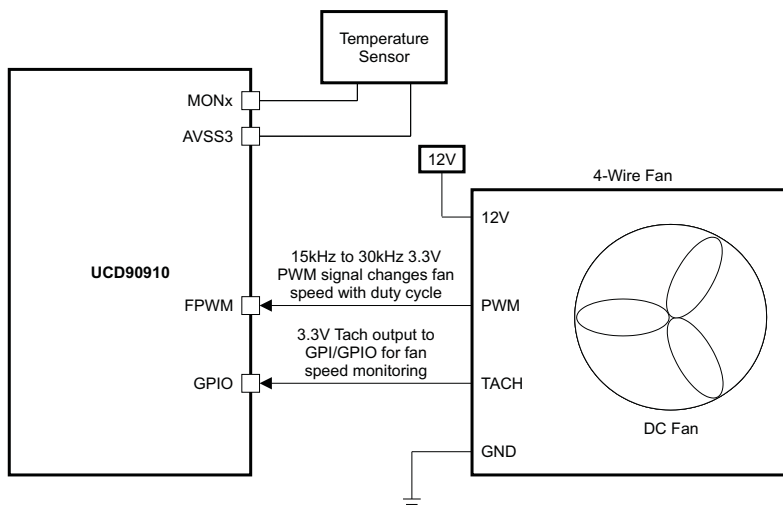 Temperature
Sensor
MONx
AVSS3
12V
4-Wire Fan
12V
UCD90910
15kHz to 30kHz 3.3V
PWM signal changes fan
speed with duty cycle
FPWM
PWM
3.3V Tach output to
GPI/GPIO for fan
speed monitoring
GPIO
TACH
DC Fan
GND